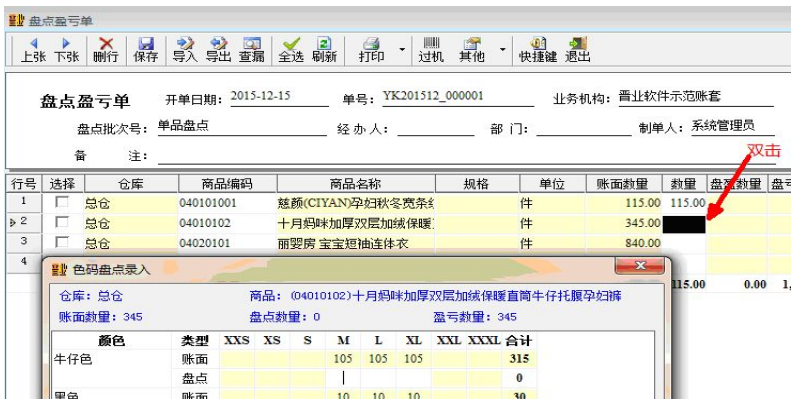 盘点盈亏单
上张 下张 删行 保存 导入 导出 查漏 全选 刷新 打印 过机 其他 快捷键 退出
盘点盈亏单 开单日期: 2015-12-15 单号: YK201512_000001 业务机构: 晋业软件示范账套
盘点批次号: 单品盘点 经办人: 部门: 制单人: 系统管理员
备 注:
双击
行号 选择 仓库 商品编码 商品名称 规格 单位 账面数量 数量 盘盈数量 盘亏
1 总仓 040101001 慈颜(CIYAN)孕妇秋冬宽条纹 件 115.00 115.00
2 总仓 04010102 十月妈咪加厚双层加绒保暖 件 345.00
3 总仓 04020101 丽婴房 宝宝短袖连体衣 件 840.00
4
115.00 0.00 1,
色码盘点录入
仓库: 总仓 商品: (04010102)十月妈咪加厚双层加绒保暖直筒牛仔托腹孕妇裤
账面数量: 345 盘点数量: 0 盈亏数量: 345
颜色 类型 XXS XS S M L XL XXL XXXL 合计
牛仔色 账面 105 105 105 315
盘点 0
黑色 账面 10 10 10 30